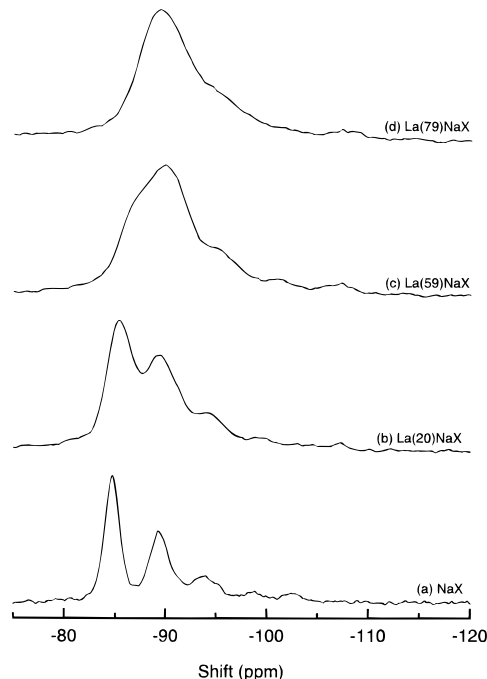 (d) La(79)NaX
(c) La(59)NaX
(b) La(20)NaX
(a) NaX
-80 -90 -100 -110 -120
Shift (ppm)